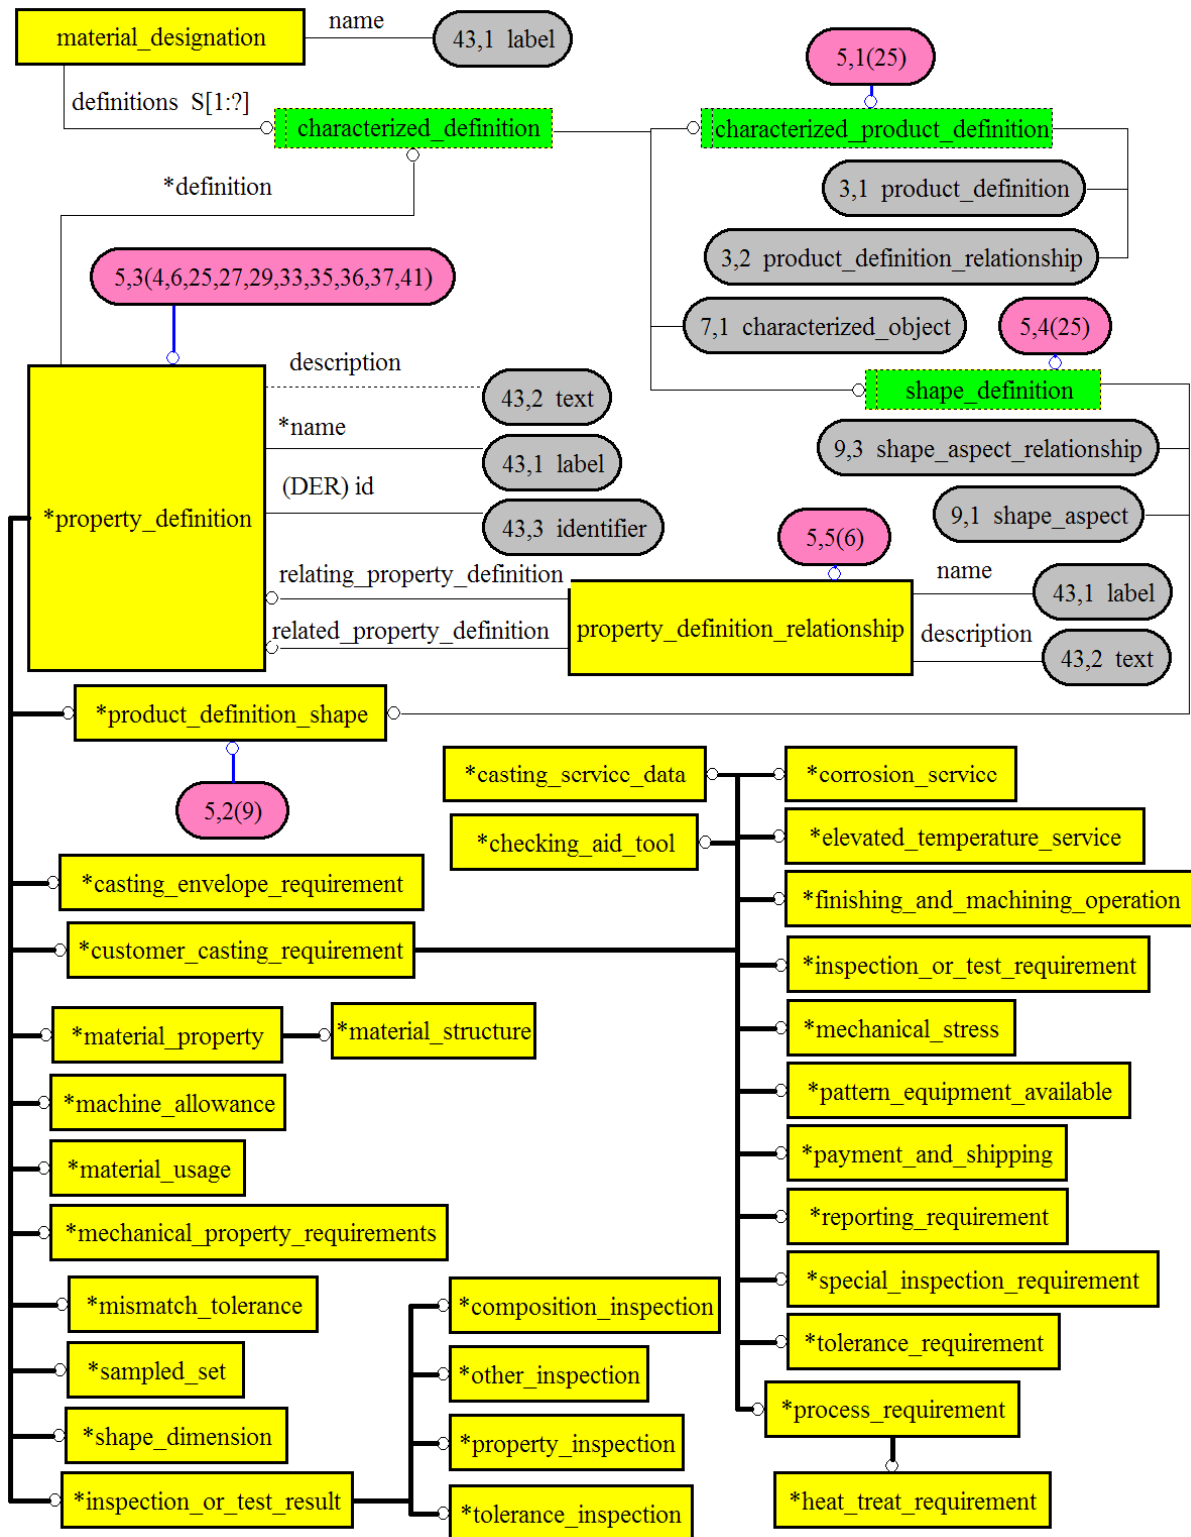 name
material_designation
43,1 label
5,1(25)
definitions S[1:?]
characterized_definition
characterized_product_definition
*definition
3,1 product_definition
3,2 product_definition_relationship
5,3(4,6,25,27,29,33,35,36,37,41)
7,1 characterized_object
5,4(25)
description
43,2 text
shape_definition
*name
43,1 label
9,3 shape_aspect_relationship
(DER) id
*property_definition
43,3 identifier
9,1 shape_aspect
5,5(6)
relating_property_definition
name
43,1 label
related_property_definition
property_definition_relationship
description
43,2 text
*product_definition_shape
5,2(9)
*casting_service_data
*corrosion_service
*checking_aid_tool
*elevated_temperature_service
*casting_envelope_requirement
*finishing_and_machining_operation
*customer_casting_requirement
*inspection_or_test_requirement
*material_property
*material_structure
*mechanical_stress
*machine_allowance
*pattern_equipment_available
*material_usage
*payment_and_shipping
*mechanical_property_requirements
*reporting_requirement
*special_inspection_requirement
*mismatch_tolerance
*composition_inspection
*tolerance_requirement
*sampled_set
*other_inspection
*process_requirement
*shape_dimension
*property_inspection
*inspection_or_test_result
*tolerance_inspection
*heat_treat_requirement